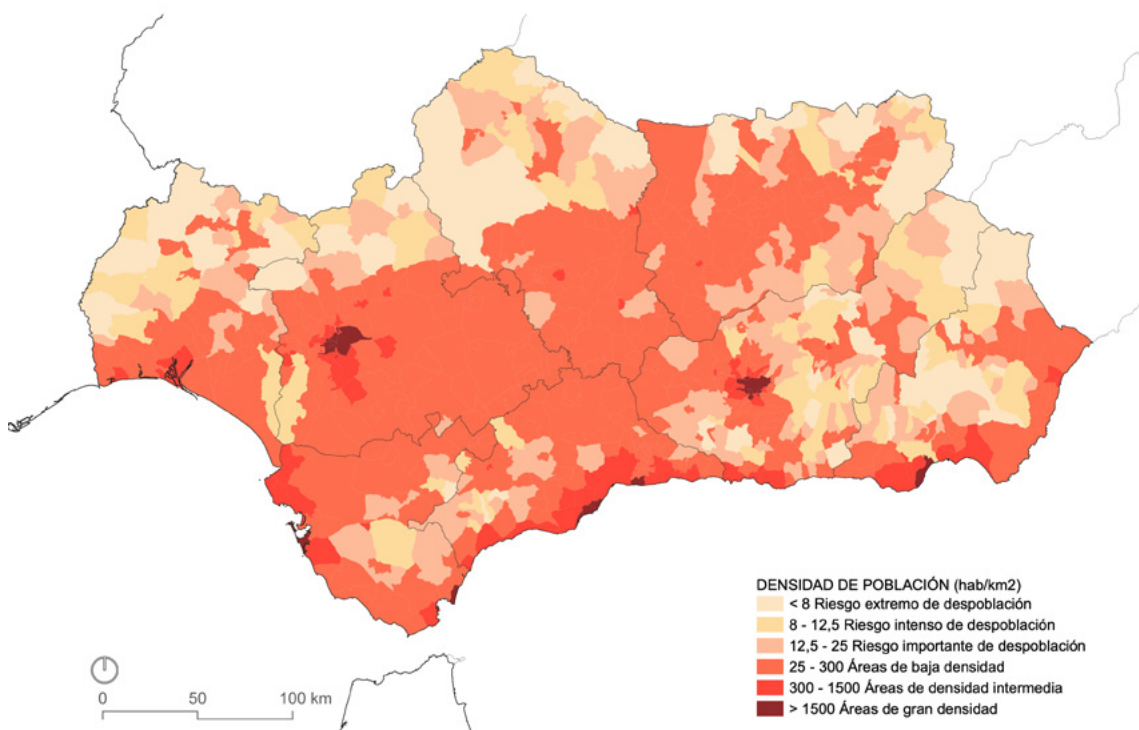 DENSIDAD DE POBLACIÓN (hab/km2)
< 8 Riesgo extremo de despoblación
8 - 12,5 Riesgo intenso de despoblación
12,5 - 25 Riesgo importante de despoblación
25 - 300 Áreas de baja densidad
300 - 1500 Áreas de densidad intermedia
> 1500 Áreas de gran densidad
0 50 100 km